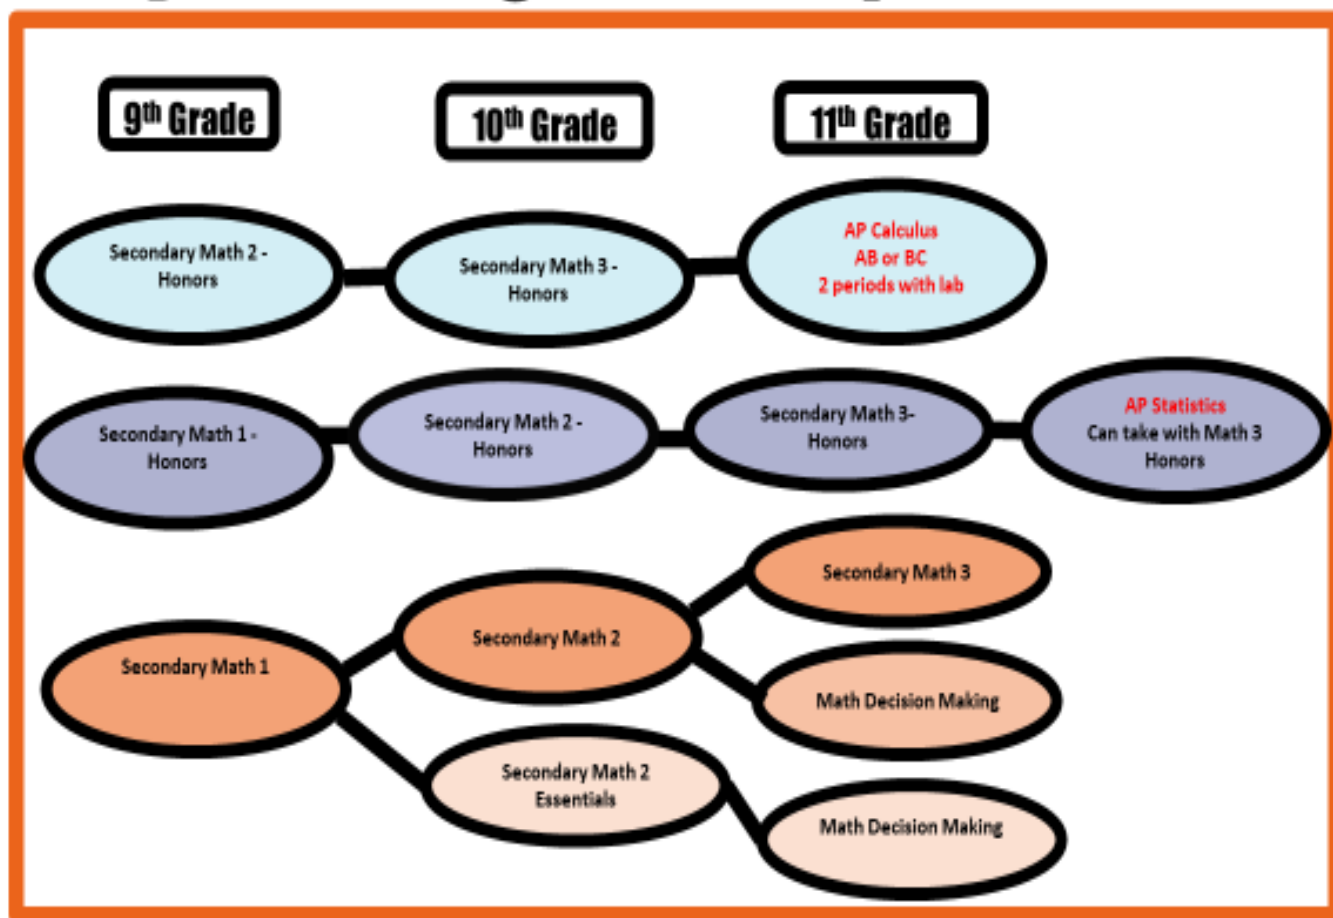 9th Grade
10th Grade
11th Grade
Secondary Math 2 -
Honors
Secondary Math 3 -
Honors
AP Calculus
AB or BC
2 periods with lab
Secondary Math 1 -
Honors
Secondary Math 2 -
Honors
Secondary Math 3-
Honors
AP Statistics
Can take with Math 3
Honors
Secondary Math 1
Secondary Math 2
Secondary Math 3
Math Decision Making
Secondary Math 2
Essentials
Math Decision Making